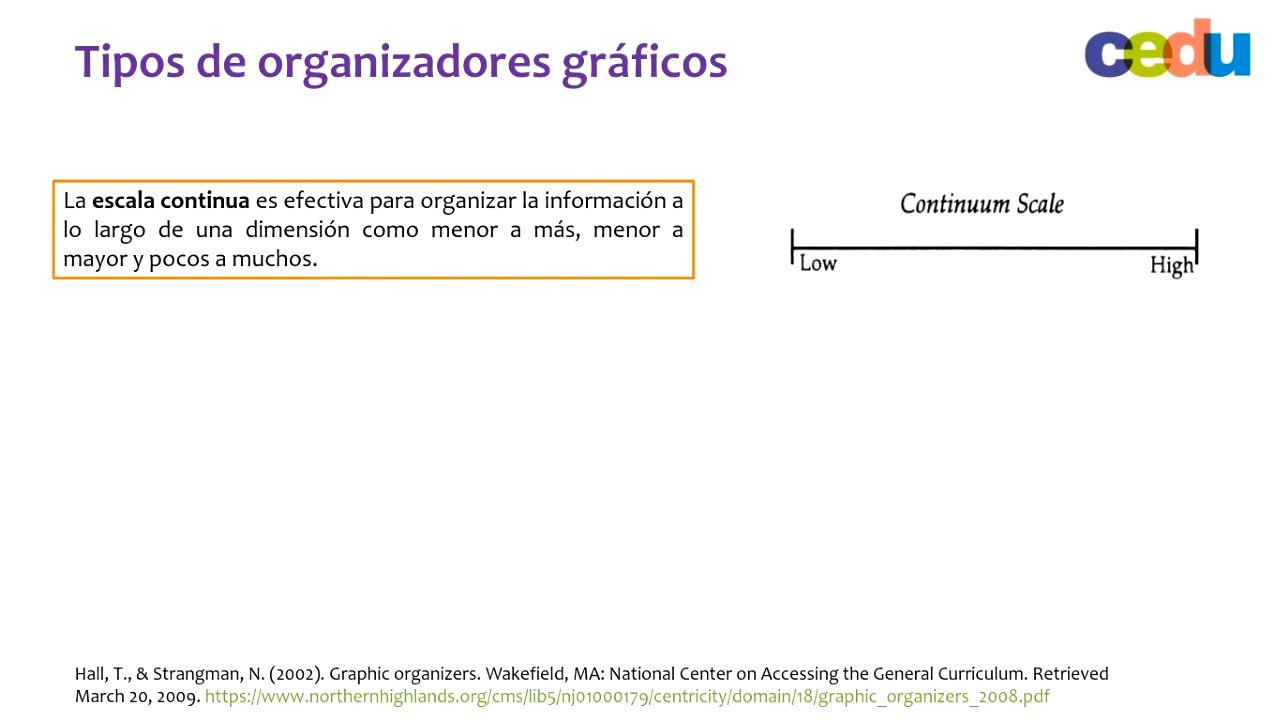 Tipos de organizadores gráficos
cedu
La escala continua es efectiva para organizar la información a
lo largo de una dimensión como menor a más, menor a
mayor y pocos a muchos.
Continuum Scale
Low
High
Hall, T., & Strangman, N. (2002). Graphic organizers. Wakefield, MA: National Center on Accessing the General Curriculum. Retrieved
March 20, 2009. https://www.northernhighlands.org/cms/lib5/nj01000179/centricity/domain/18/graphic_organizers_2008.pdf